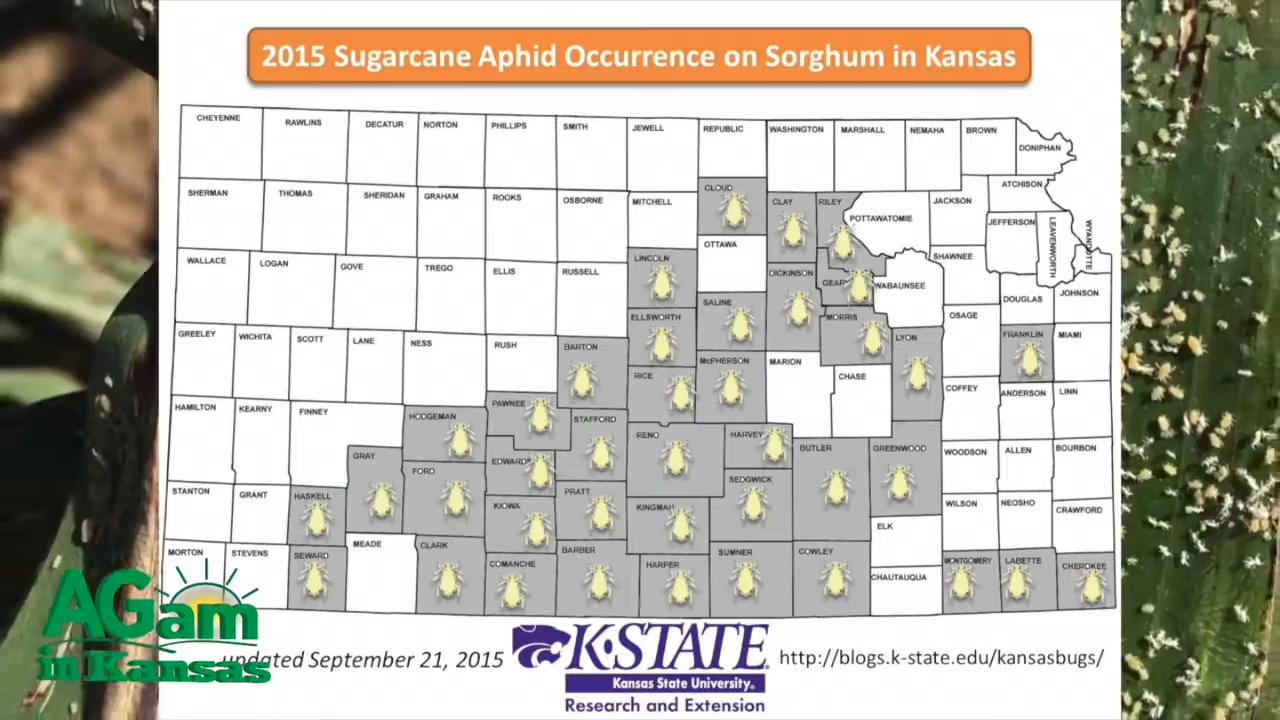 2015 Sugarcane Aphid Occurrence on Sorghum in Kansas
CHEYENNE RAWLINS DECATUR NORTON PHILLIPS SMITH JEWELL REPUBLIC WASHINGTON MARSHALL NEMAHA BROWN
DONIPHAN
ATCHISON
SHERMAN THOMAS SHERIDAN GRAHAM ROOKS OSBORNE MITCHELL CLOUD CLAY RILEY POTTAWATOMIE JACKSON
JEFFERSON LEAVENWORTH WYANDOTTE
OTTAWA
WALLACE LOGAN GOVE TREGO ELLIS RUSSELL LINCOLN DICKINSON GEARY WABAUNSEE SHAWNEE
SALINE DOUGLAS JOHNSON
ELLSWORTH MORRIS OSAGE
GREELEY WICHITA SCOTT LANE NESS RUSH BARTON McPHERSON MARION LYON FRANKLIN MIAMI
RICE CHASE
COFFEY ANDERSON LINN
HAMILTON KEARNY FINNEY HODGEMAN PAWNEE STAFFORD
RENO HARVEY BUTLER GREENWOOD WOODSON ALLEN BOURBON
GRAY FORD EDWARDS SEDGWICK
STANTON GRANT HASKELL KIOWA PRATT KINGMAN WILSON NEOSHO CRAWFORD
ELK
MORTON STEVENS SEWARD MEADE CLARK COMANCHE BARBER HARPER SUMNER COWLEY CHAUTAUQUA MONTGOMERY LABETTE CHEROKEE
AGam
in Kansas
updated September 21, 2015
K-STATE
Kansas State University.
Research and Extension
http://blogs.k-state.edu/kansasbugs/